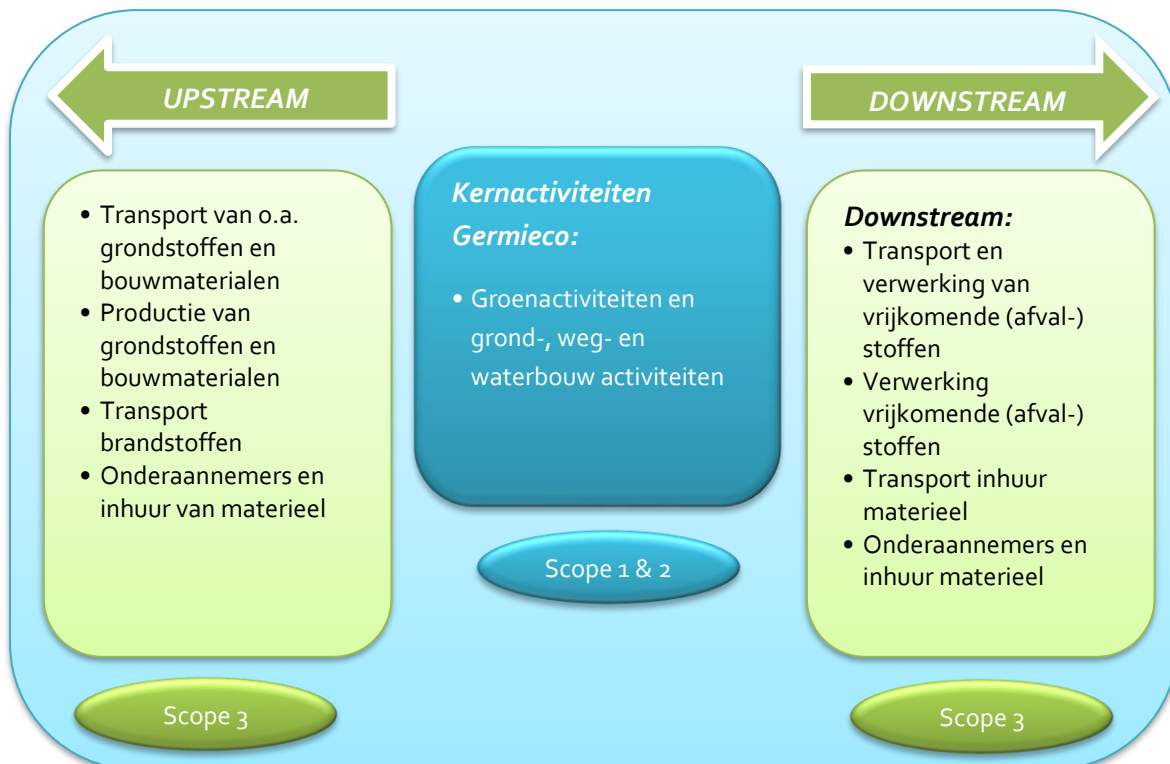 UPSTREAM
DOWNSTREAM
• Transport van o.a.
grondstoffen en
bouwmaterialen
• Productie van
grondstoffen en
bouwmaterialen
• Transport
brandstoffen
• Onderaannemers en
inhuur van materieel
Scope 3
Kernactiviteiten
Germieco:
• Groenactiviteiten en
grond-, weg- en
waterbouw activiteiten
Scope 1 & 2
Downstream:
• Transport en
verwerking van
vrijkomende (afval-)
stoffen
• Verwerking
vrijkomende (afval-)
stoffen
• Transport inhuur
materieel
• Onderaannemers en
inhuur materieel
Scope 3